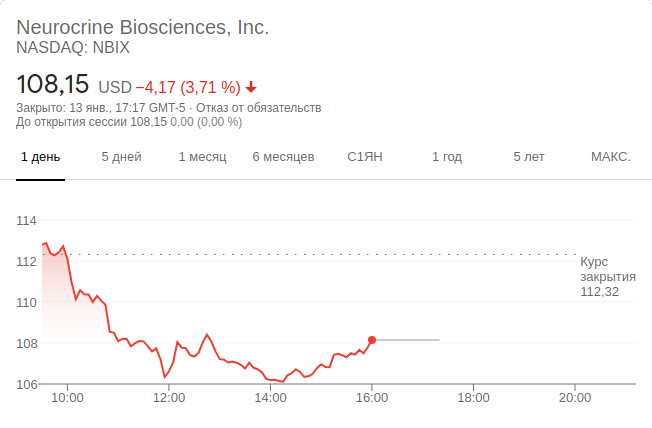 Neurocrine Biosciences, Inc.
NASDAQ: NBIX
108,15 USD −4,17 (3,71 %)
Закрыто: 13 янв., 17:17 GMT-5 · Отказ от обязательств
До открытия сессии 108,15 0,00 (0,00 %)
1 день 5 дней 1 месяц 6 месяцев С1ЯН 1 год 5 лет МАКС.
114
112
Курс
закрытия
112,32
110
108
106
10:00 12:00 14:00 16:00 18:00 20:00